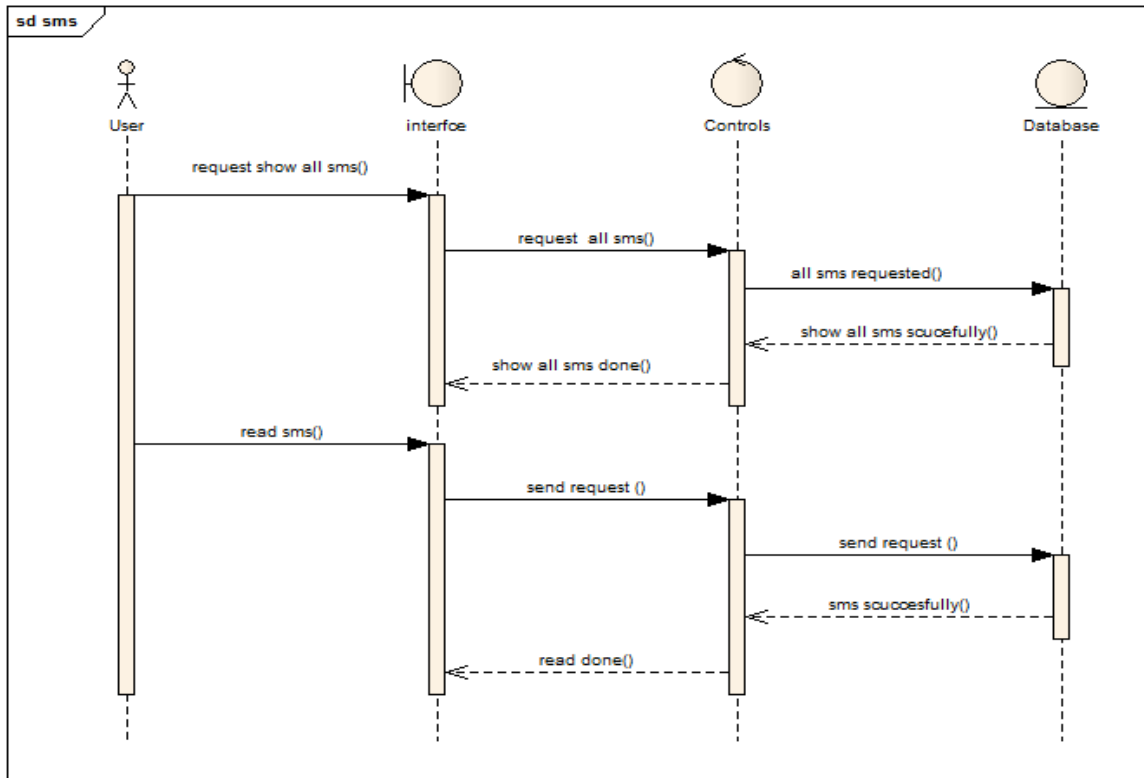 sd sms
User
interfce
Controls
Database
request show all sms()
request  all sms()
all sms requested()
show all sms scucefully()
show all sms done()
read sms()
send request ()
send request ()
sms scuccesfully()
read done()